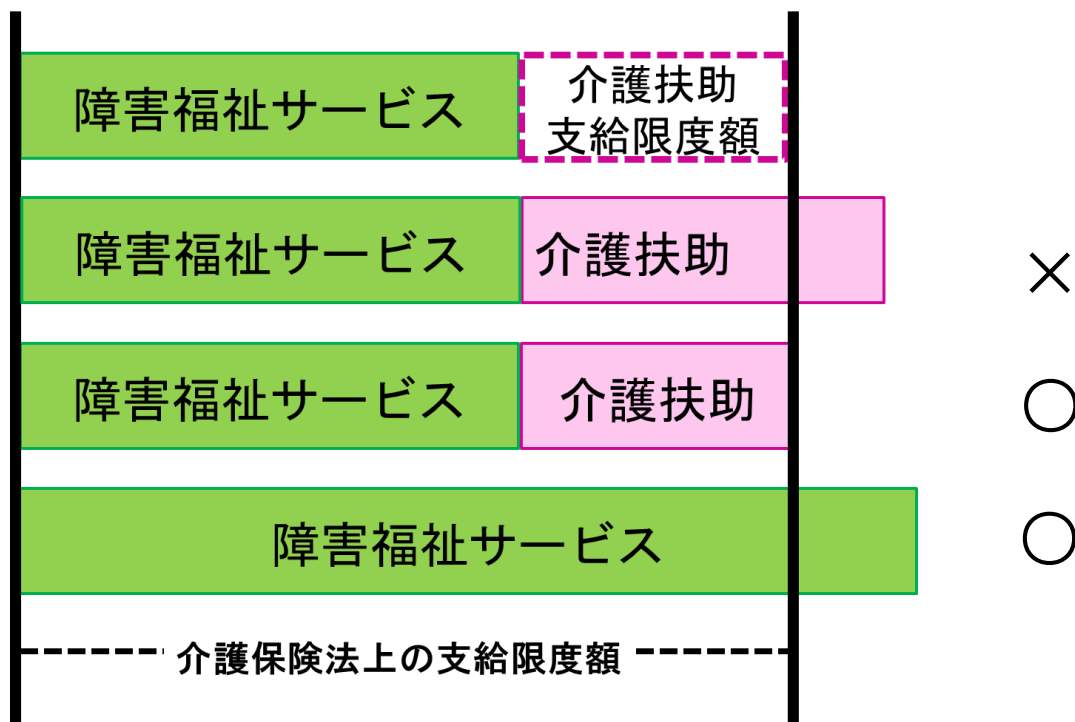 障害福祉サービス
介護扶助
支給限度額
障害福祉サービス
介護扶助
×
障害福祉サービス
介護扶助
○
障害福祉サービス
○
介護保険法上の支給限度額